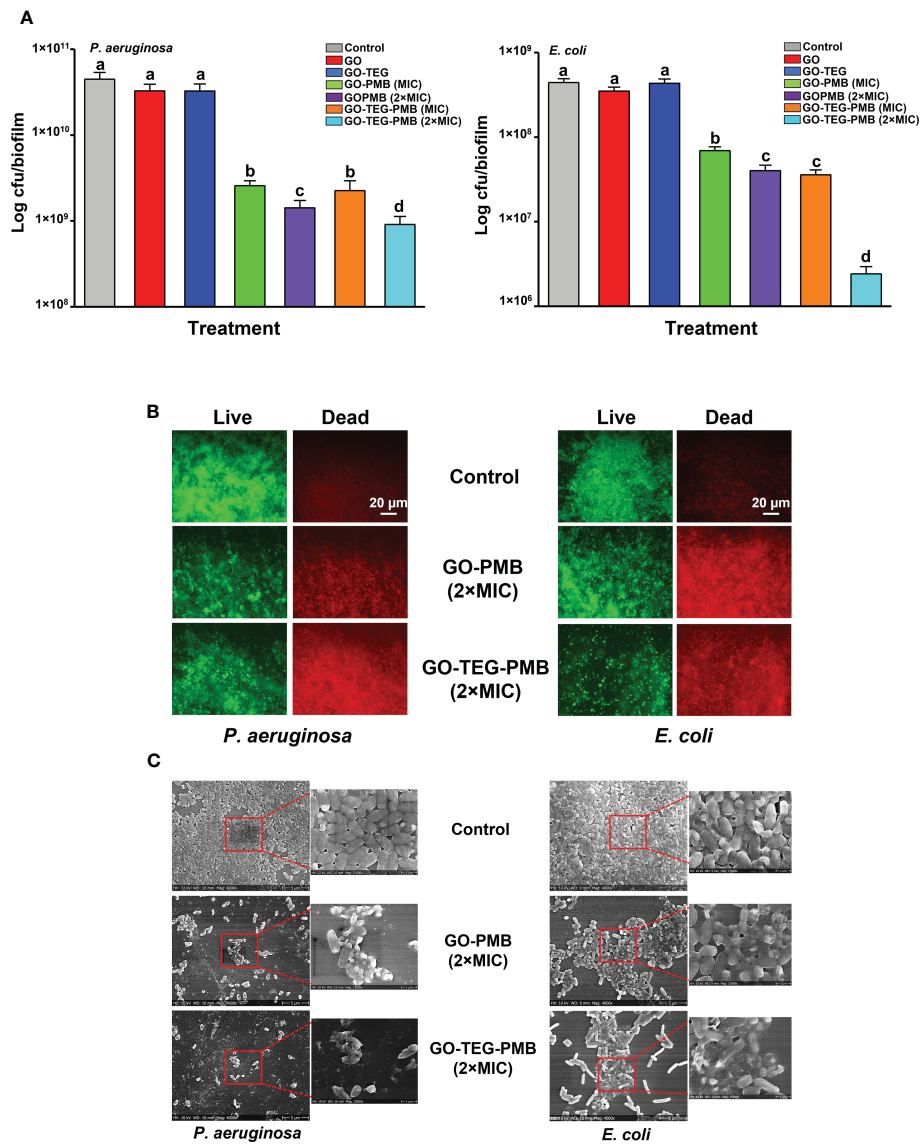 A
P. aeruginosa
1×10¹¹
1×10¹⁰
1×10⁹
1×10⁸
Log cfu/biofilm
a
a
a
b
c
b
d
Control
GO
GO-TEG
GO-PMB (MIC)
GOPMB (2×MIC)
GO-TEG-PMB (MIC)
GO-TEG-PMB (2×MIC)
Treatment
E. coli
1×10⁹
1×10⁸
1×10⁷
1×10⁶
Log cfu/biofilm
a
a
a
b
c
c
d
Control
GO
GO-TEG
GO-PMB (MIC)
GOPMB (2×MIC)
GO-TEG-PMB (MIC)
GO-TEG-PMB (2×MIC)
Treatment
B
Live Dead
Live Dead
20 µm
Control
20 µm
GO-PMB
(2×MIC)
GO-TEG-PMB
(2×MIC)
P. aeruginosa
E. coli
C
Control
GO-PMB
(2×MIC)
GO-TEG-PMB
(2×MIC)
P. aeruginosa
E. coli